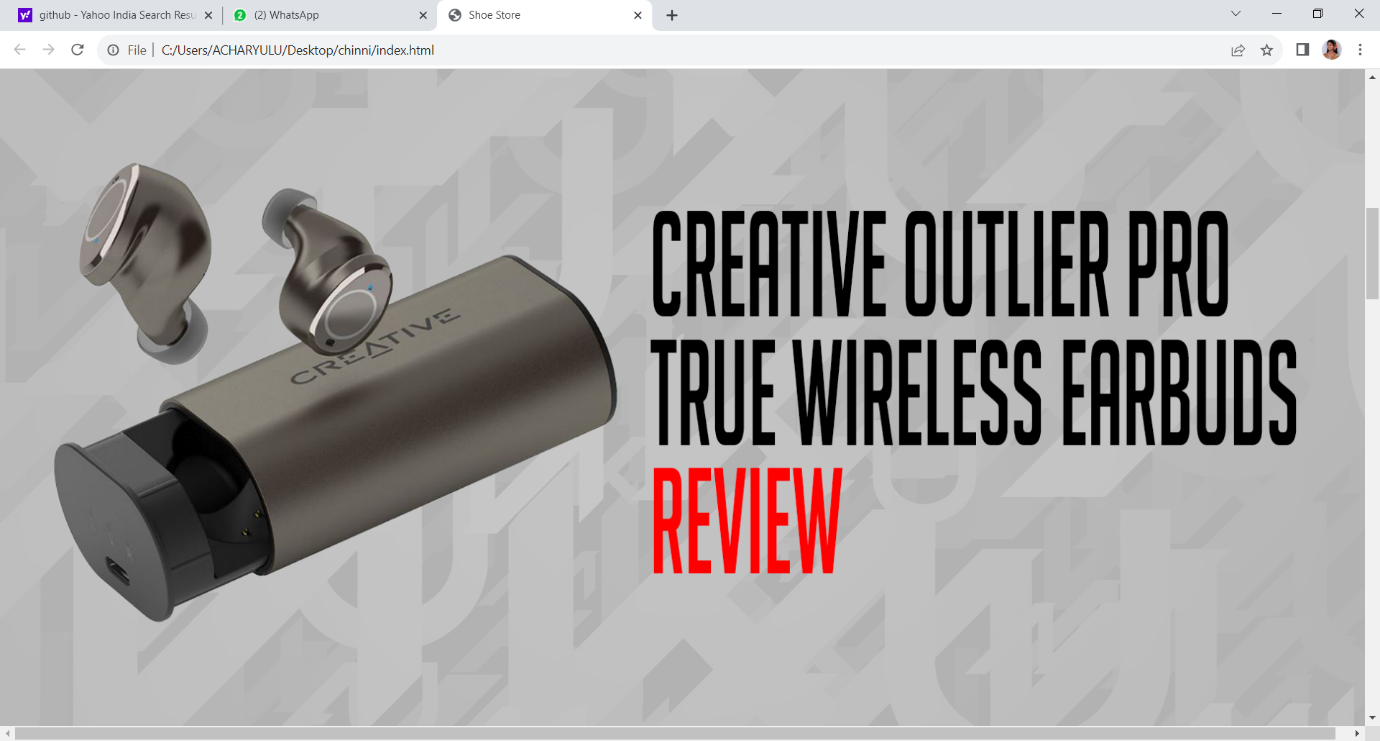 github - Yahoo India Search Resu
2
(2) WhatsApp
Shoe Store
File
C:/Users/ACHARYULU/Desktop/chinni/index.html
CREATIVE
CREATIVE OUTLIER PRO
TRUE WIRELESS EARBUDS
REVIEW